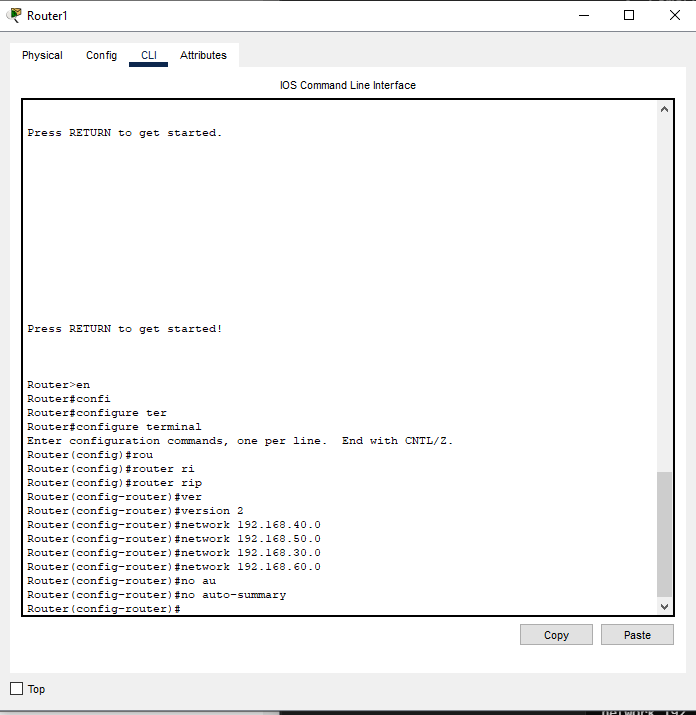 Router1
Physical Config CLI Attributes
IOS Command Line Interface
Press RETURN to get started.
Press RETURN to get started!
Router>en
Router#confi
Router#configure ter
Router#configure terminal
Enter configuration commands, one per line.  End with CNTL/Z.
Router(config)#rou
Router(config)#router ri
Router(config)#router rip
Router(config-router)#ver
Router(config-router)#version 2
Router(config-router)#network 192.168.40.0
Router(config-router)#network 192.168.50.0
Router(config-router)#network 192.168.30.0
Router(config-router)#network 192.168.60.0
Router(config-router)#no au
Router(config-router)#no auto-summary
Router(config-router)#
Copy Paste
Top